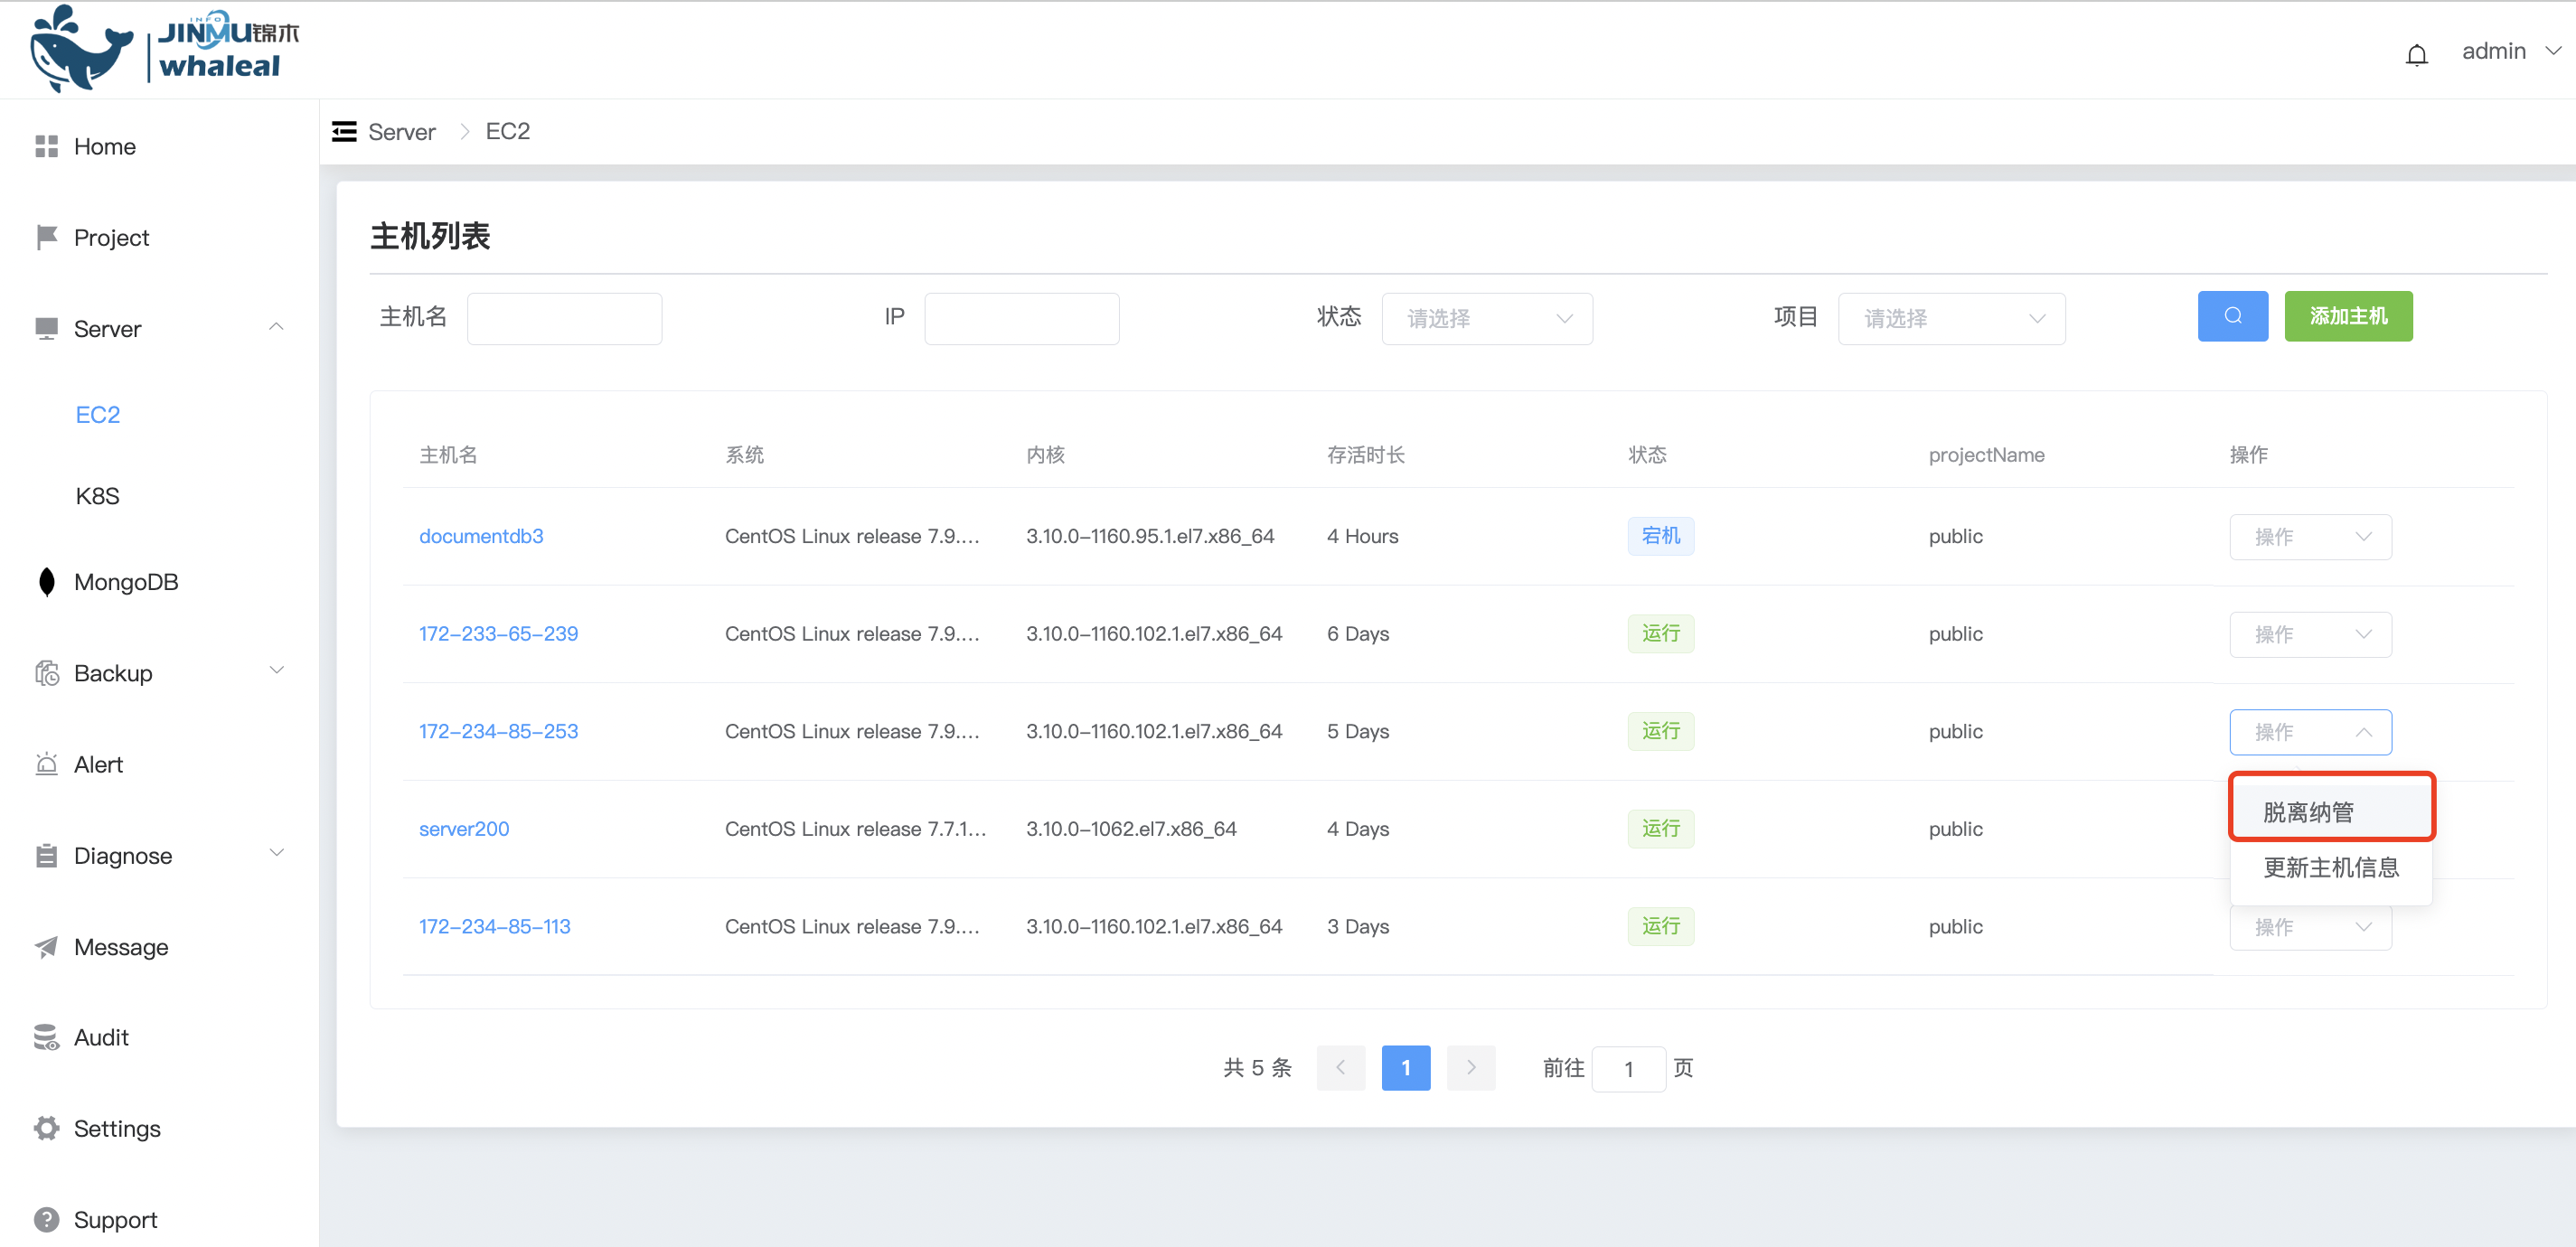 INFO
JINMU锦木
whaleal
admin
Home
Project
Server
EC2
K8S
MongoDB
Backup
Alert
Diagnose
Message
Audit
Settings
Support
Server EC2
主机列表
主机名 IP 状态 请选择 项目 请选择 添加主机
主机名 系统 内核 存活时长 状态 projectName 操作
documentdb3 CentOS Linux release 7.9.... 3.10.0-1160.95.1.el7.x86_64 4 Hours 宕机 public 操作
172-233-65-239 CentOS Linux release 7.9.... 3.10.0-1160.102.1.el7.x86_64 6 Days 运行 public 操作
172-234-85-253 CentOS Linux release 7.9.... 3.10.0-1160.102.1.el7.x86_64 5 Days 运行 public 操作
脱离纳管
server200 CentOS Linux release 7.7.1... 3.10.0-1062.el7.x86_64 4 Days 运行 public
更新主机信息
172-234-85-113 CentOS Linux release 7.9.... 3.10.0-1160.102.1.el7.x86_64 3 Days 运行 public 操作
共 5 条 1 前往 1 页